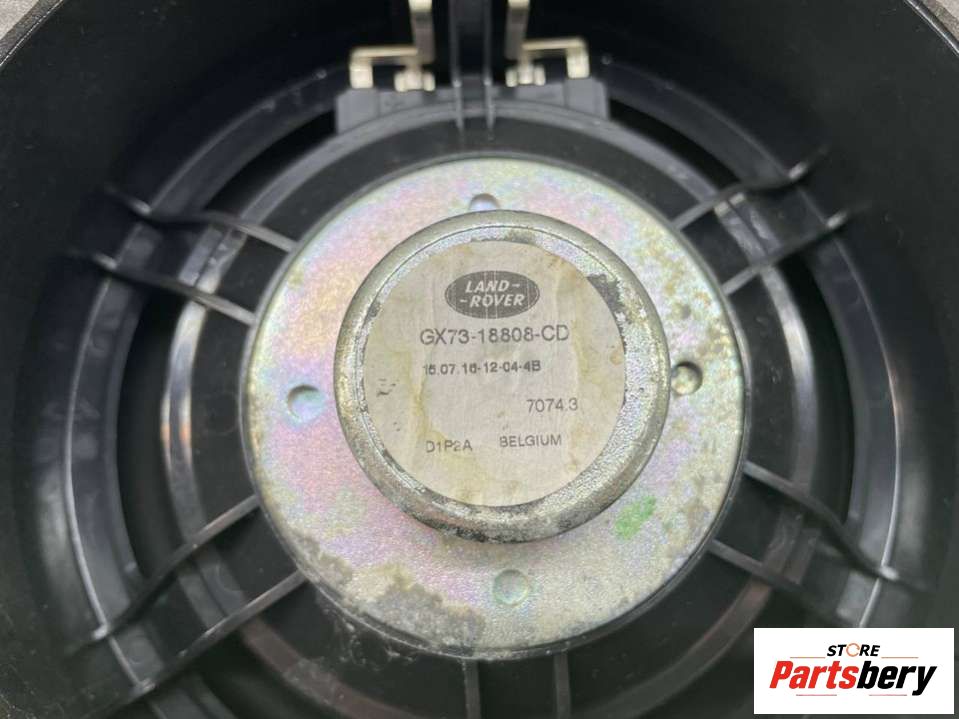 LAND-
-ROVER
GX73-18808-CD
16.07.16-12-04-4B
7074.3
D1P2A BELGIUM
STORE
Partsbery